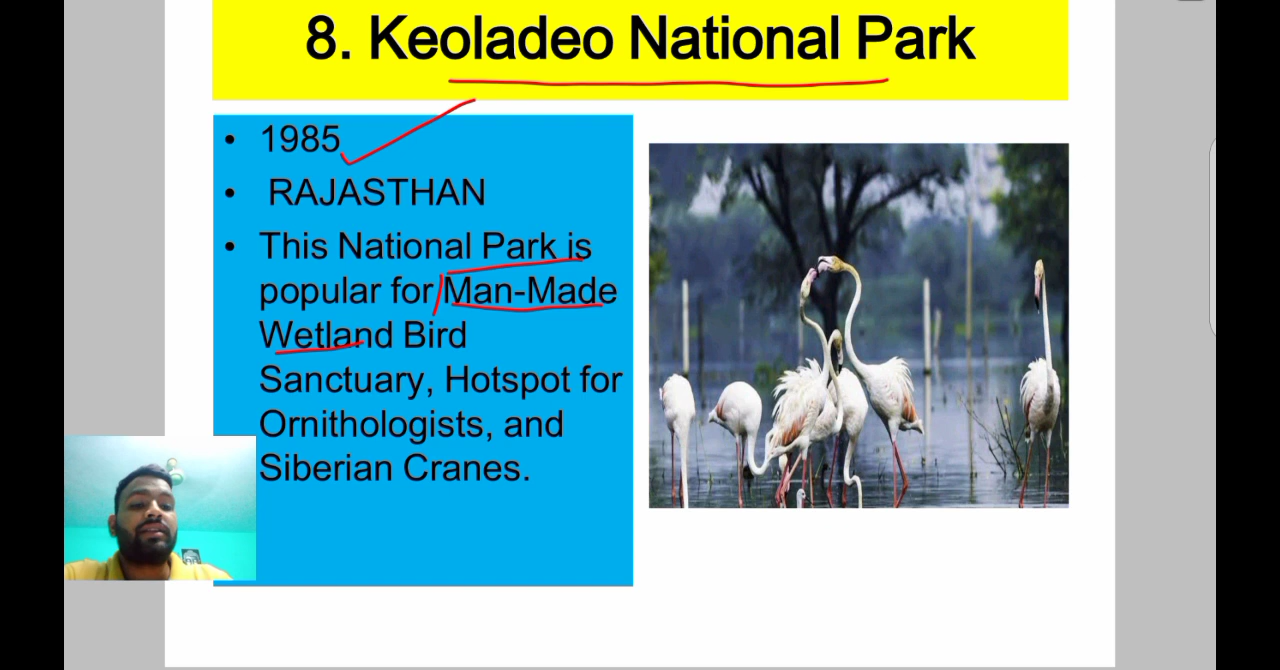 8. Keoladeo National Park
• 1985
• RAJASTHAN
• This National Park is
popular for Man-Made
Wetland Bird
Sanctuary, Hotspot for
Ornithologists, and
Siberian Cranes.